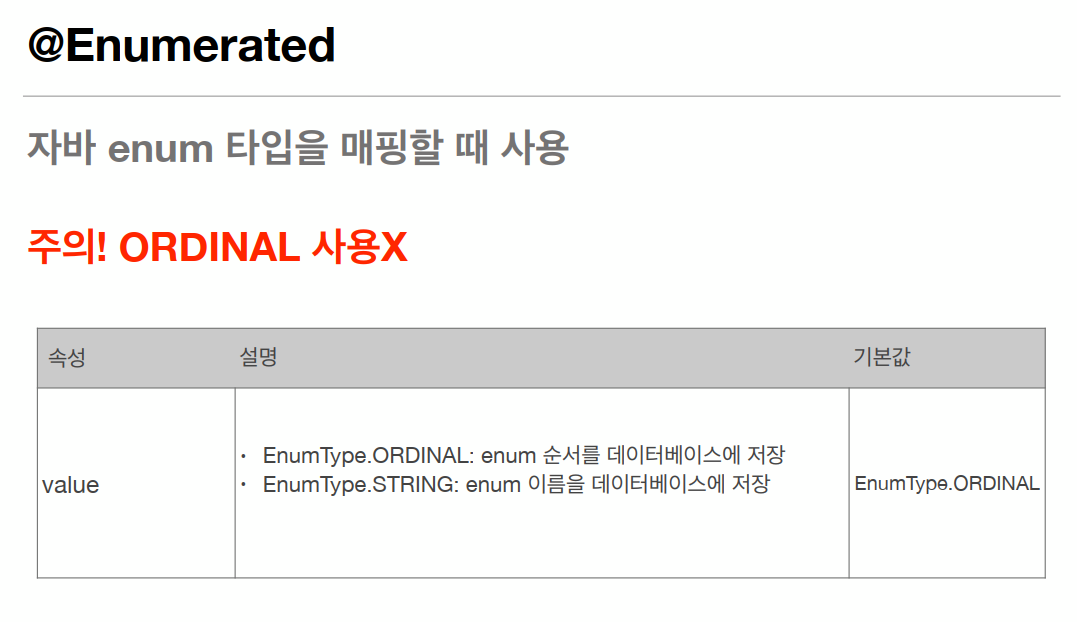 @Enumerated
자바 enum 타입을 매핑할 때 사용
주의! ORDINAL 사용X
속성 설명 기본값
• EnumType.ORDINAL: enum 순서를 데이터베이스에 저장
• EnumType.STRING: enum 이름을 데이터베이스에 저장
value
EnumType.ORDINAL